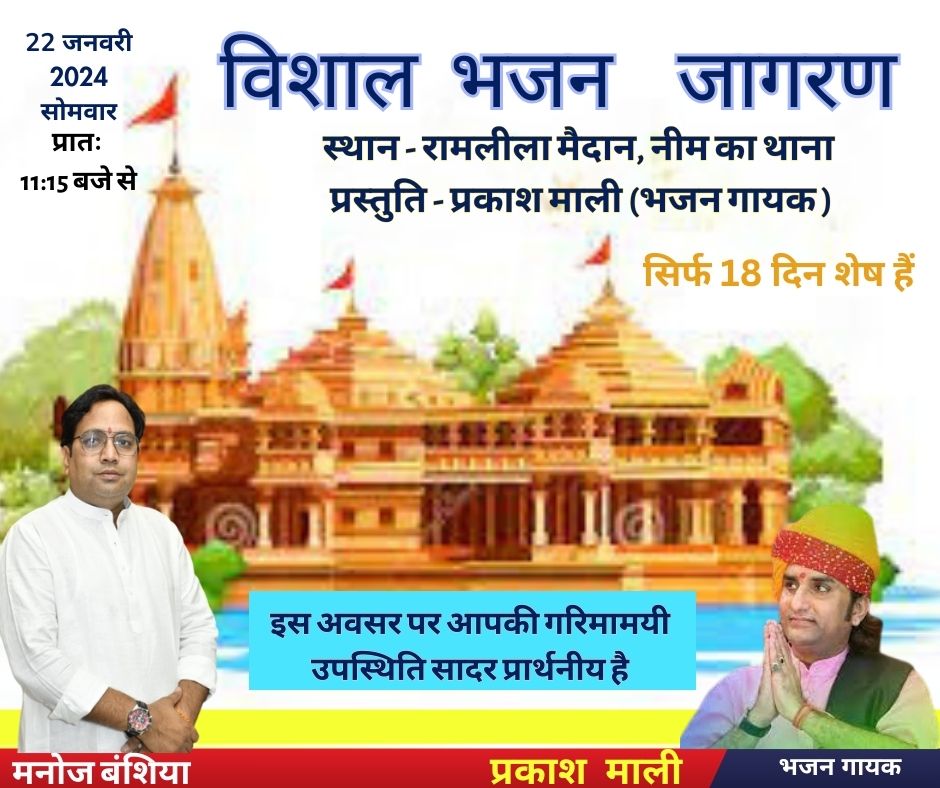 22 जनवरी
2024
सोमवार
प्रातः
11:15 बजे से
विशाल भजन जागरण
स्थान - रामलीला मैदान, नीम का थाना
प्रस्तुति - प्रकाश माली (भजन गायक )
सिर्फ 18 दिन शेष हैं
इस अवसर पर आपकी गरिमामयी
उपस्थिति सादर प्रार्थनीय है
मनोज बंशिया
प्रकाश माली
भजन गायक